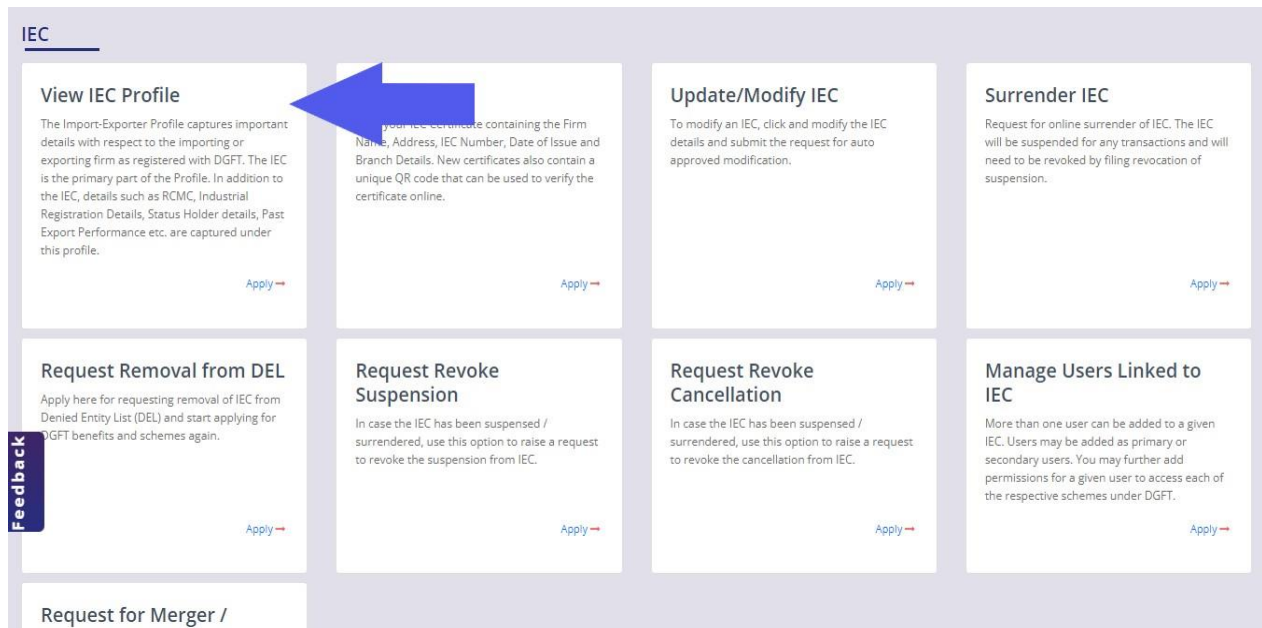 IEC
View IEC Profile
The Import-Exporter Profile captures important
details with respect to the importing or
exporting firm as registered with DGFT. The IEC
is the primary part of the Profile. In addition to
the IEC, details such as RCMC, Industrial
Registration Details, Status Holder details, Past
Export Performance etc. are captured under
this profile.
Apply
your IEC Certificate containing the Firm
Name, Address, IEC Number, Date of Issue and
Branch Details. New certificates also contain a
unique QR code that can be used to verify the
certificate online.
Apply
Update/Modify IEC
To modify an IEC, click and modify the IEC
details and submit the request for auto
approved modification.
Apply
Surrender IEC
Request for online surrender of IEC. The IEC
will be suspended for any transactions and will
need to be revoked by filing revocation of
suspension.
Apply
Request Removal from DEL
Apply here for requesting removal of IEC from
Denied Entity List (DEL) and start applying for
DGFT benefits and schemes again.
Apply
Request Revoke
Suspension
In case the IEC has been suspended /
surrendered, use this option to raise a request
to revoke the suspension from IEC.
Apply
Request Revoke
Cancellation
In case the IEC has been suspended /
surrendered, use this option to raise a request
to revoke the cancellation from IEC.
Apply
Manage Users Linked to
IEC
More than one user can be added to a given
IEC. Users may be added as primary or
secondary users. You may further add
permissions for a given user to access each of
the respective schemes under DGFT.
Apply
Feedback
Request for Merger /